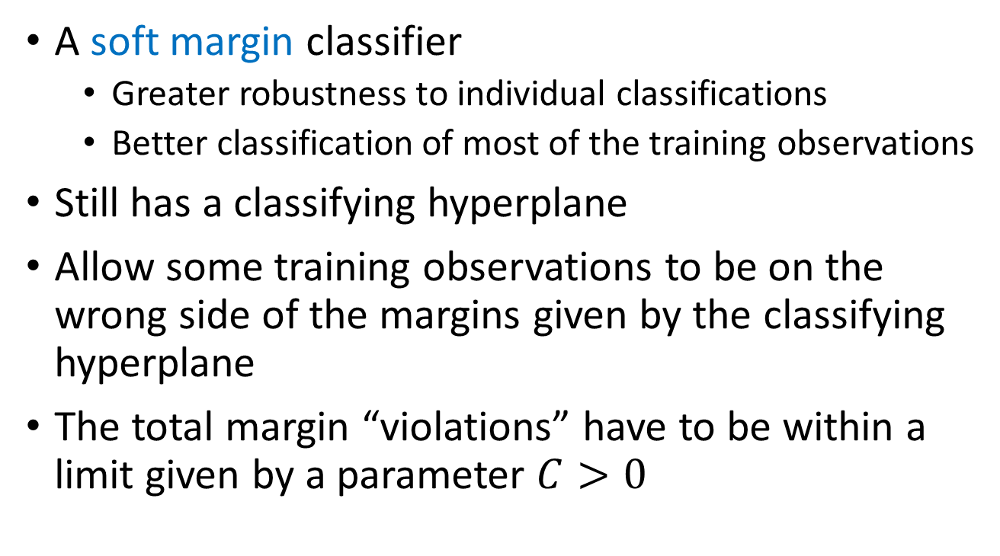 • A soft margin classifier
• Greater robustness to individual classifications
• Better classification of most of the training observations
• Still has a classifying hyperplane
• Allow some training observations to be on the
wrong side of the margins given by the classifying
hyperplane
• The total margin “violations” have to be within a
limit given by a parameter 𝐶 > 0